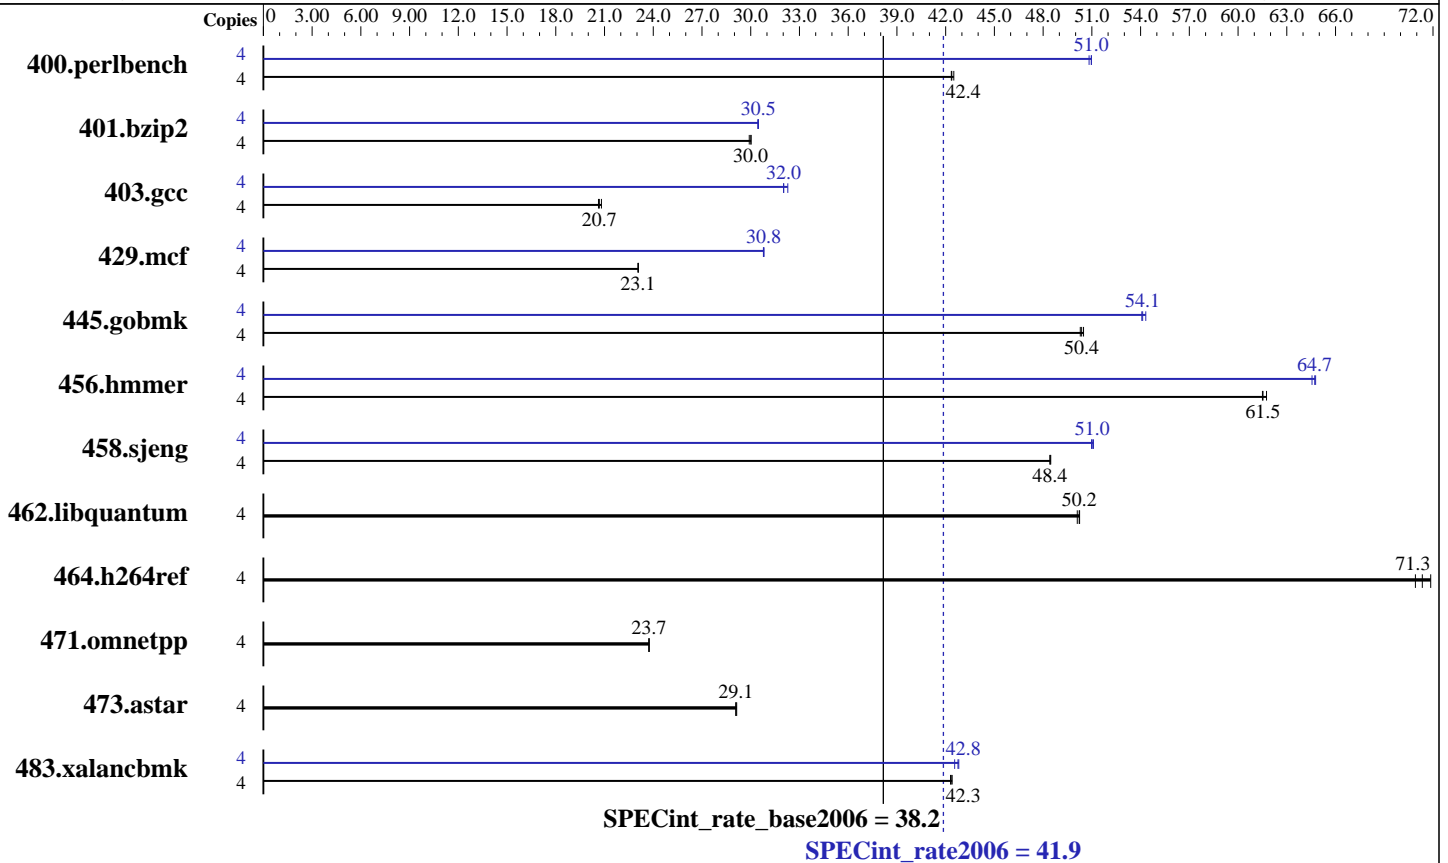 Copies 0 3.00 6.00 9.00 12.0 15.0 18.0 21.0 24.0 27.0 30.0 33.0 36.0 39.0 42.0 45.0 48.0 51.0 54.0 57.0 60.0 63.0 66.0 72.0
400.perlbench 4 51.0
4 42.4
401.bzip2 4 30.5
4 30.0
403.gcc 4 32.0
4 20.7
429.mcf 4 30.8
4 23.1
445.gobmk 4 54.1
4 50.4
456.hmmer 4 64.7
4 61.5
458.sjeng 4 51.0
4 48.4
462.libquantum 4 50.2
464.h264ref 4 71.3
471.omnetpp 4 23.7
473.astar 4 29.1
483.xalancbmk 4 42.8
4 42.3
SPECint_rate_base2006 = 38.2
SPECint_rate2006 = 41.9